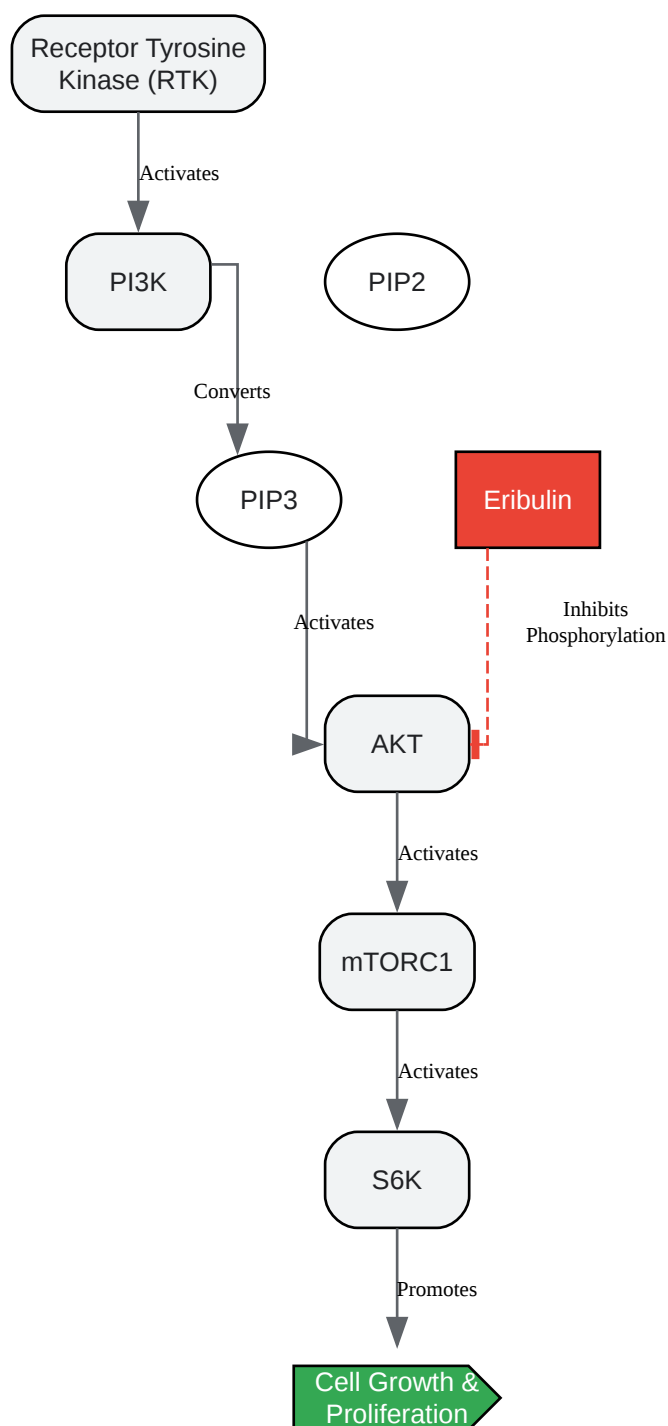 Receptor Tyrosine
Kinase (RTK)
Activates
PI3K
PIP2
Converts
PIP3
Eribulin
Activates
Inhibits
Phosphorylation
AKT
Activates
mTORC1
Activates
S6K
Promotes
Cell Growth &
Proliferation